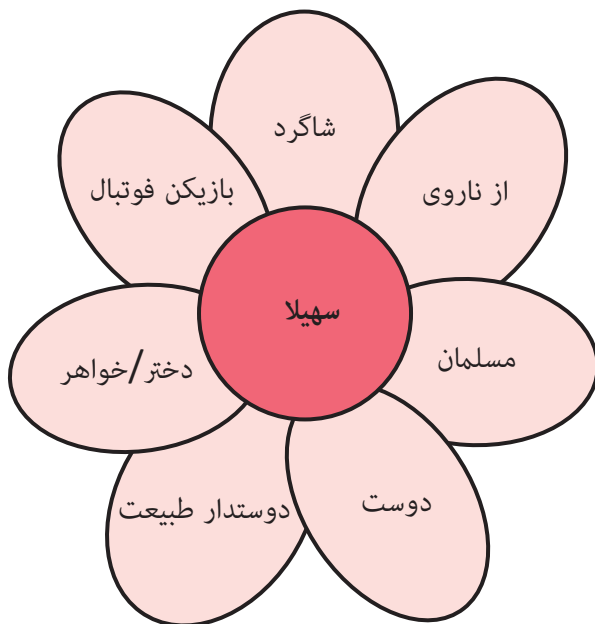 شاگرد
از ناروی
بازیکن فوتبال
سهیلا
مسلمان
دختر/خواهر
دوست
دوستدار طبیعت